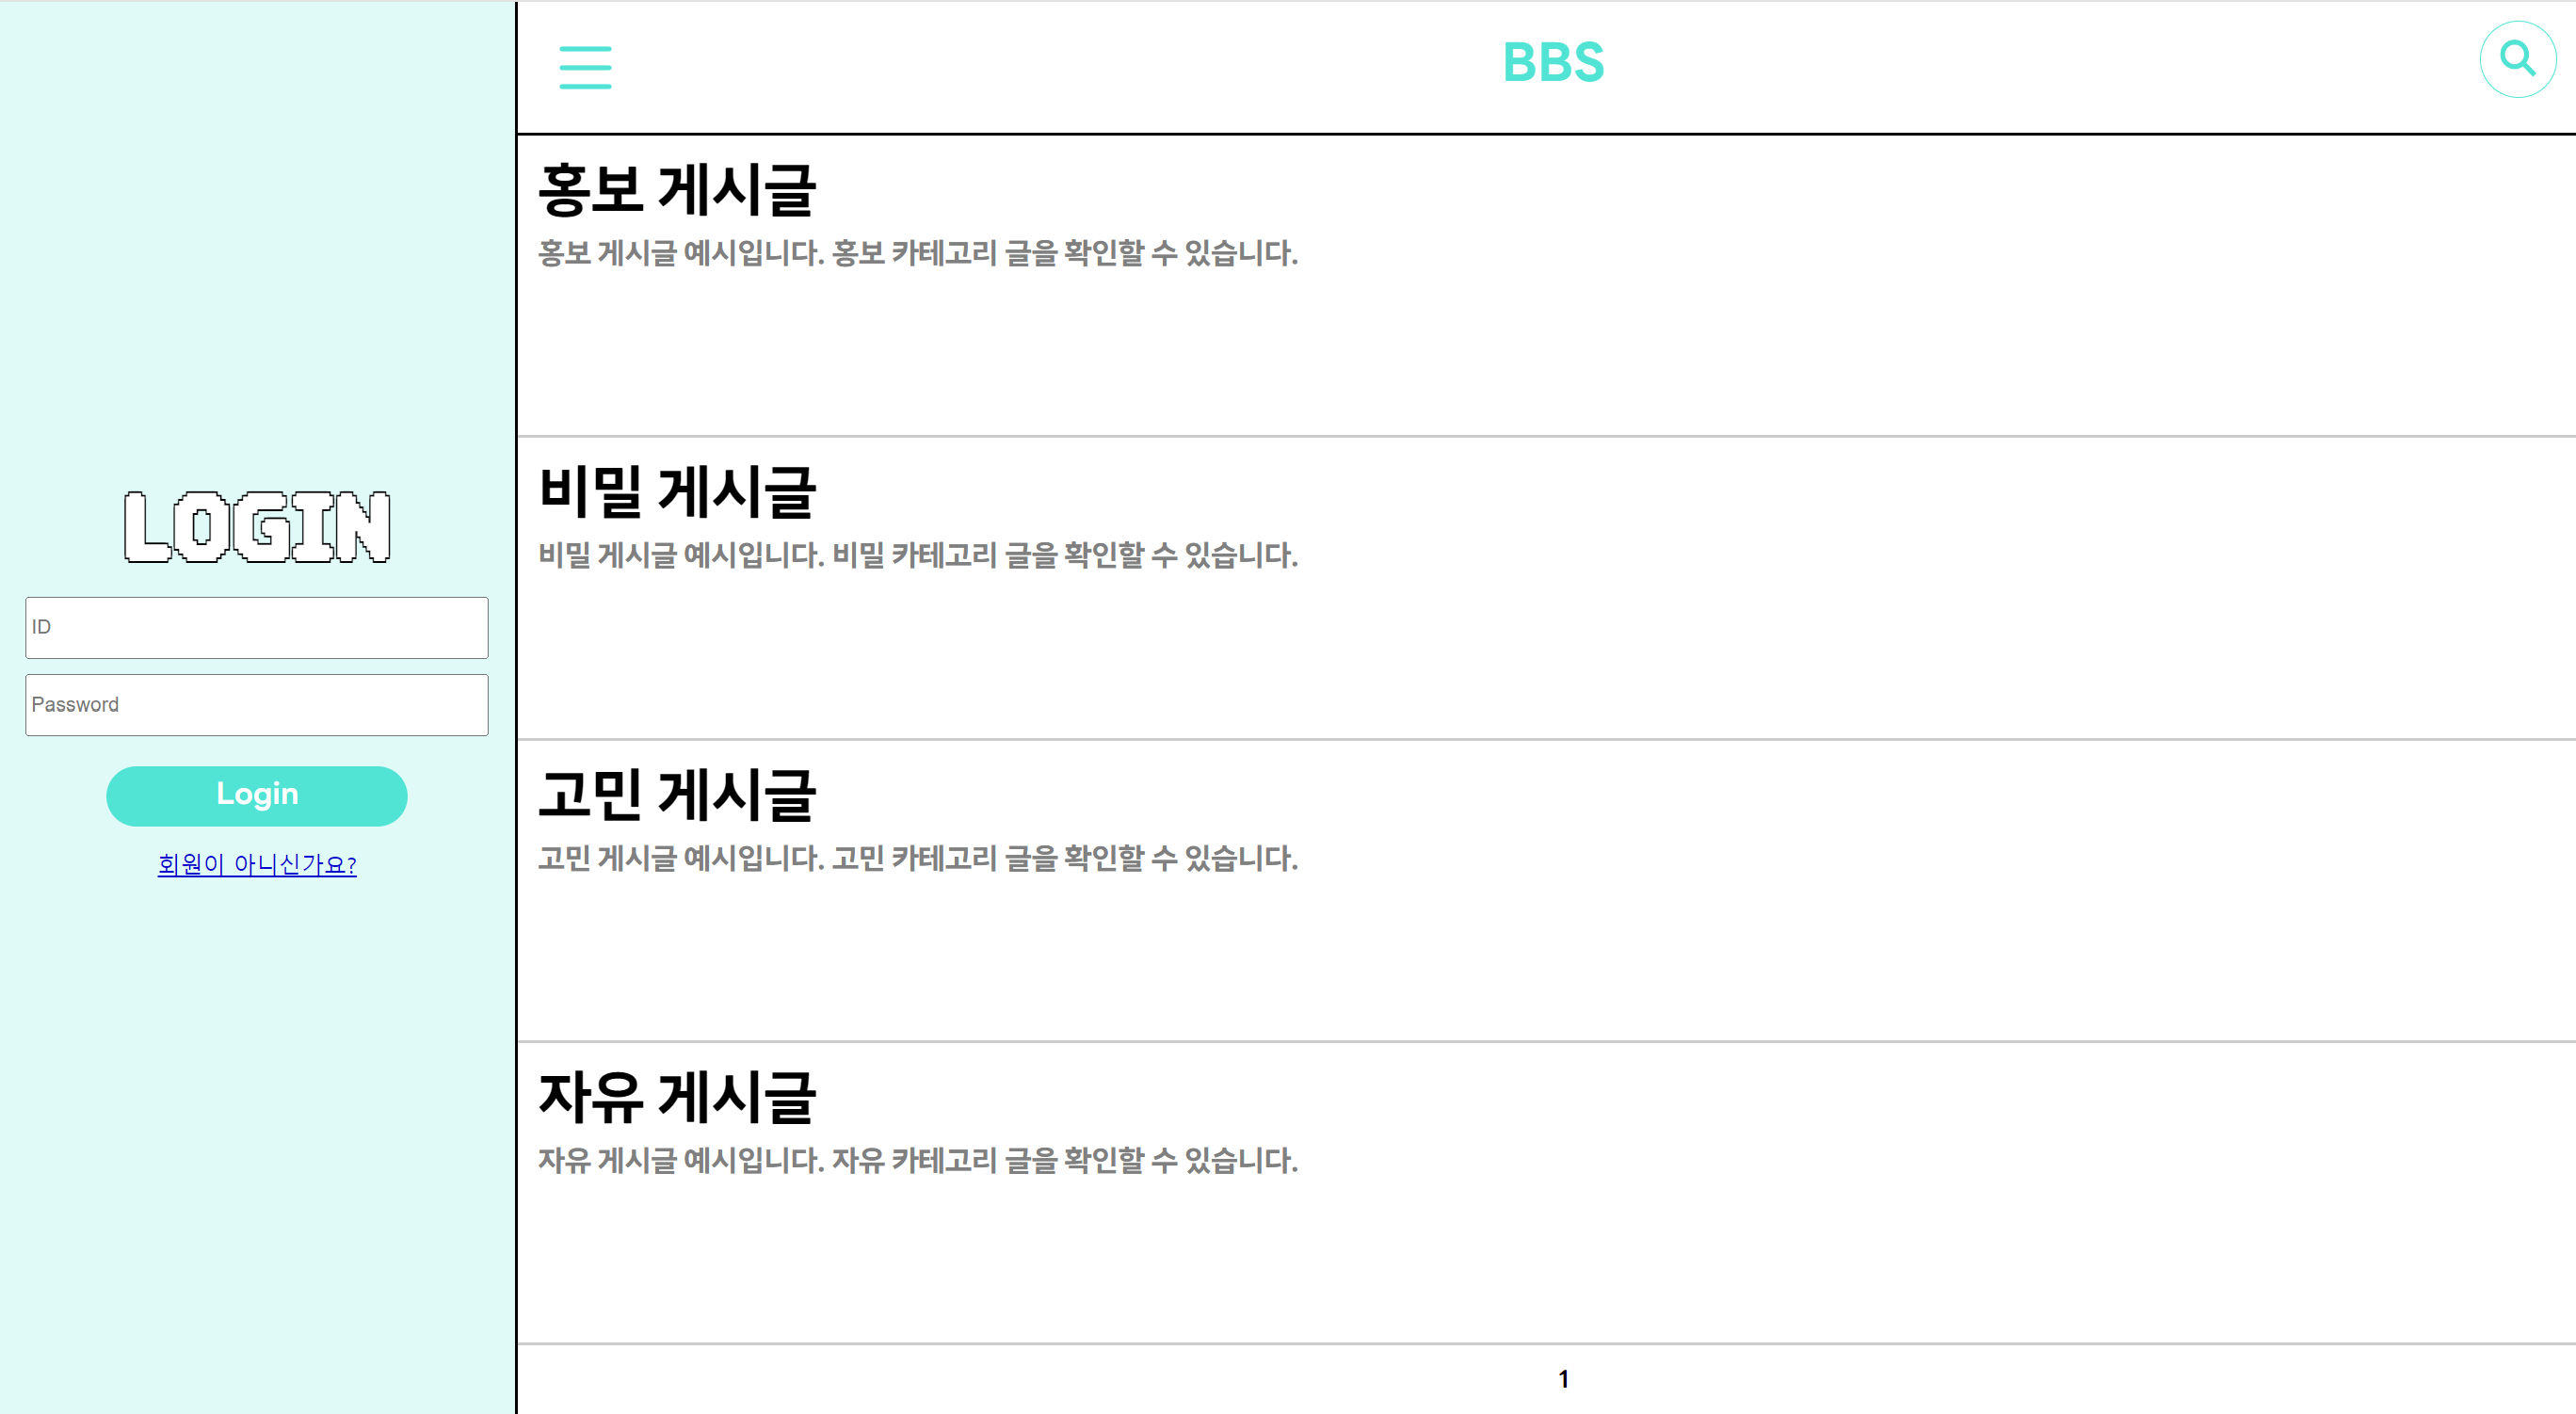 LOGIN
ID
Password
Login
회원이 아니신가요?
BBS
홍보 게시글
홍보 게시글 예시입니다. 홍보 카테고리 글을 확인할 수 있습니다.
비밀 게시글
비밀 게시글 예시입니다. 비밀 카테고리 글을 확인할 수 있습니다.
고민 게시글
고민 게시글 예시입니다. 고민 카테고리 글을 확인할 수 있습니다.
자유 게시글
자유 게시글 예시입니다. 자유 카테고리 글을 확인할 수 있습니다.
1